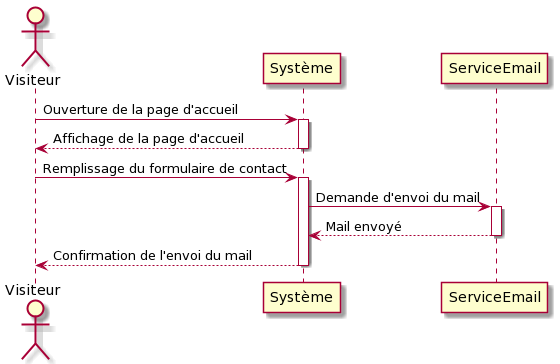 Visiteur
Système
ServiceEmail
Ouverture de la page d'accueil
Affichage de la page d'accueil
Remplissage du formulaire de contact
Demande d'envoi du mail
Mail envoyé
Confirmation de l'envoi du mail
Visiteur
Système
ServiceEmail